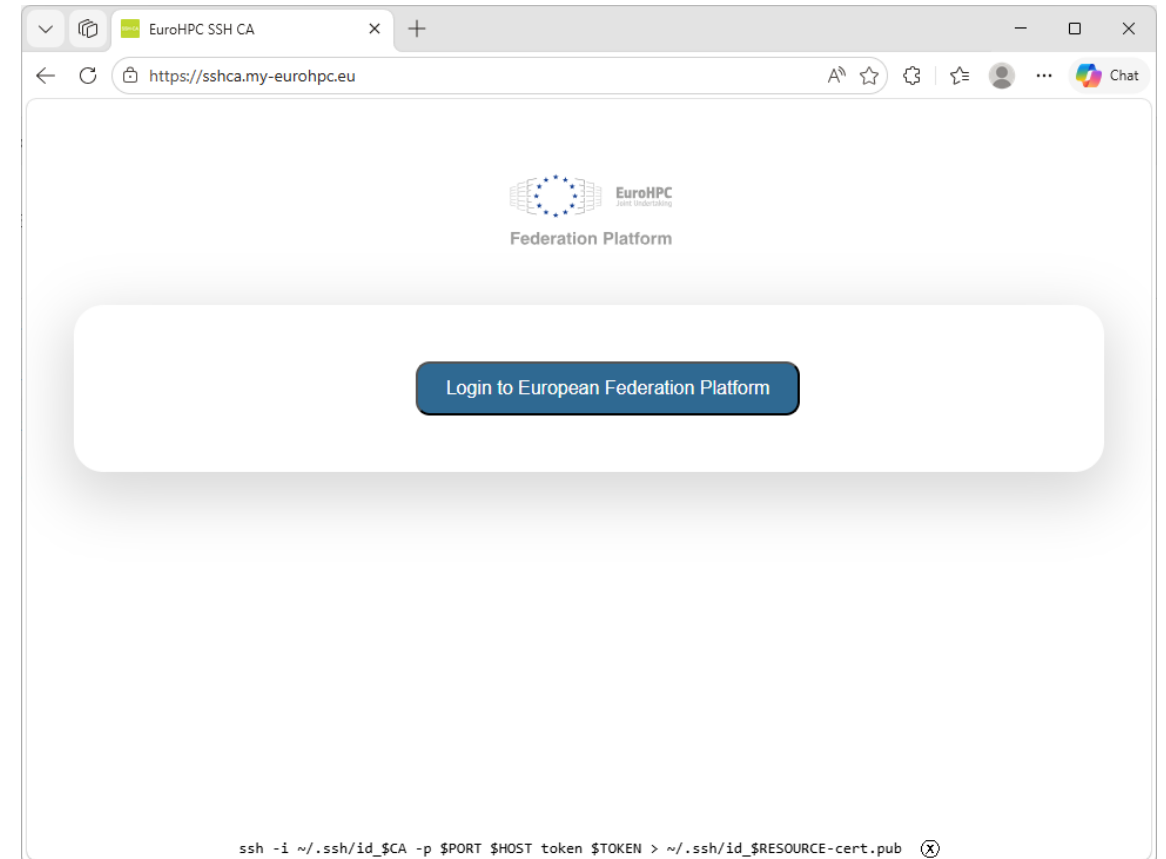 EuroHPC SSH CA
https://sshca.my-eurohpc.eu
Chat
EuroHPC
Joint Undertaking
Federation Platform
Login to European Federation Platform
ssh -i ~/.ssh/id_$CA -p $PORT $HOST token $TOKEN > ~/.ssh/id_$RESOURCE-cert.pub ⓧ